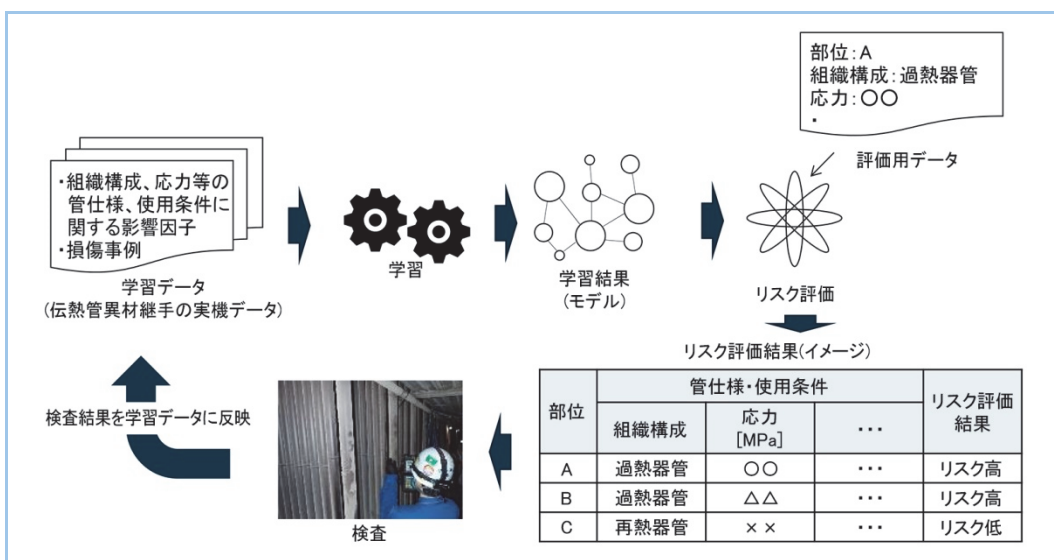 部位:A
組織構成:過熱器管
応力:〇〇
・
評価用データ
・組織構成、応力等の
管仕様、使用条件に
関する影響因子
・損傷事例
学習データ
(伝熱管異材継手の実機データ)
学習
学習結果
(モデル)
リスク評価
リスク評価結果(イメージ)
部位
管仕様・使用条件
リスク評価
結果
組織構成
応力
[MPa]
・・・
A 過熱器管 〇〇 ・・・ リスク高
B 過熱器管 △△ ・・・ リスク高
C 再熱器管 ×× ・・・ リスク低
検査
検査結果を学習データに反映